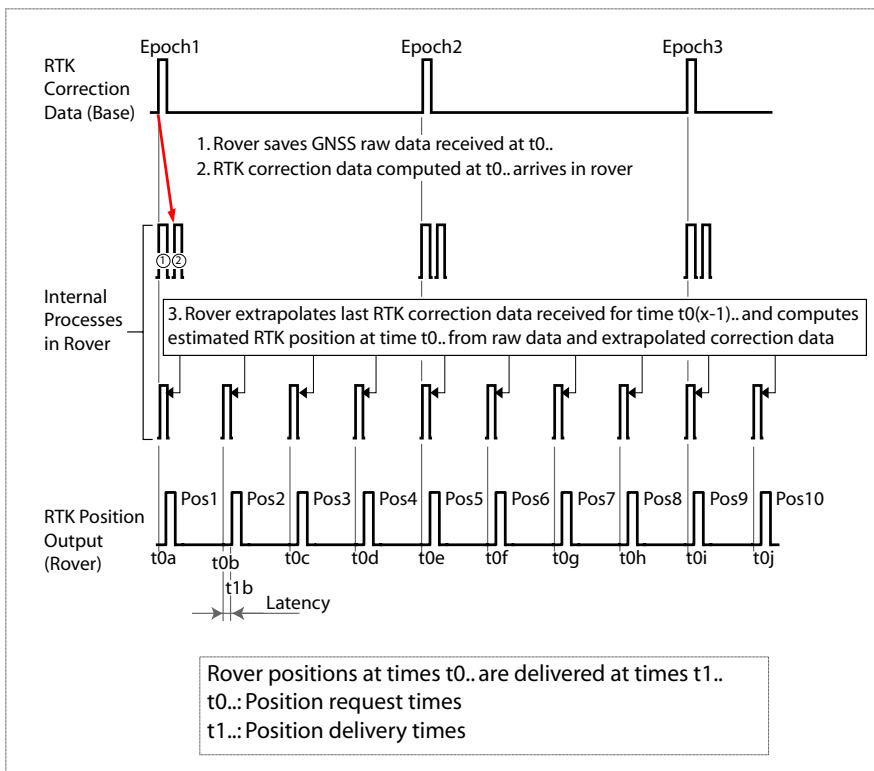 Epoch1 Epoch2 Epoch3
RTK
Correction
Data (Base)
1. Rover saves GNSS raw data received at t0..
2. RTK correction data computed at t0.. arrives in rover
1 2
Internal
Processes
in Rover
3. Rover extrapolates last RTK correction data received for time t0(x-1).. and computes
estimated RTK position at time t0.. from raw data and extrapolated correction data
RTK Position
Output
(Rover)
Pos1 Pos2 Pos3 Pos4 Pos5 Pos6 Pos7 Pos8 Pos9 Pos10
t0a t0b t0c t0d t0e t0f t0g t0h t0i t0j
t1b
Latency
Rover positions at times t0.. are delivered at times t1..
t0..: Position request times
t1..: Position delivery times